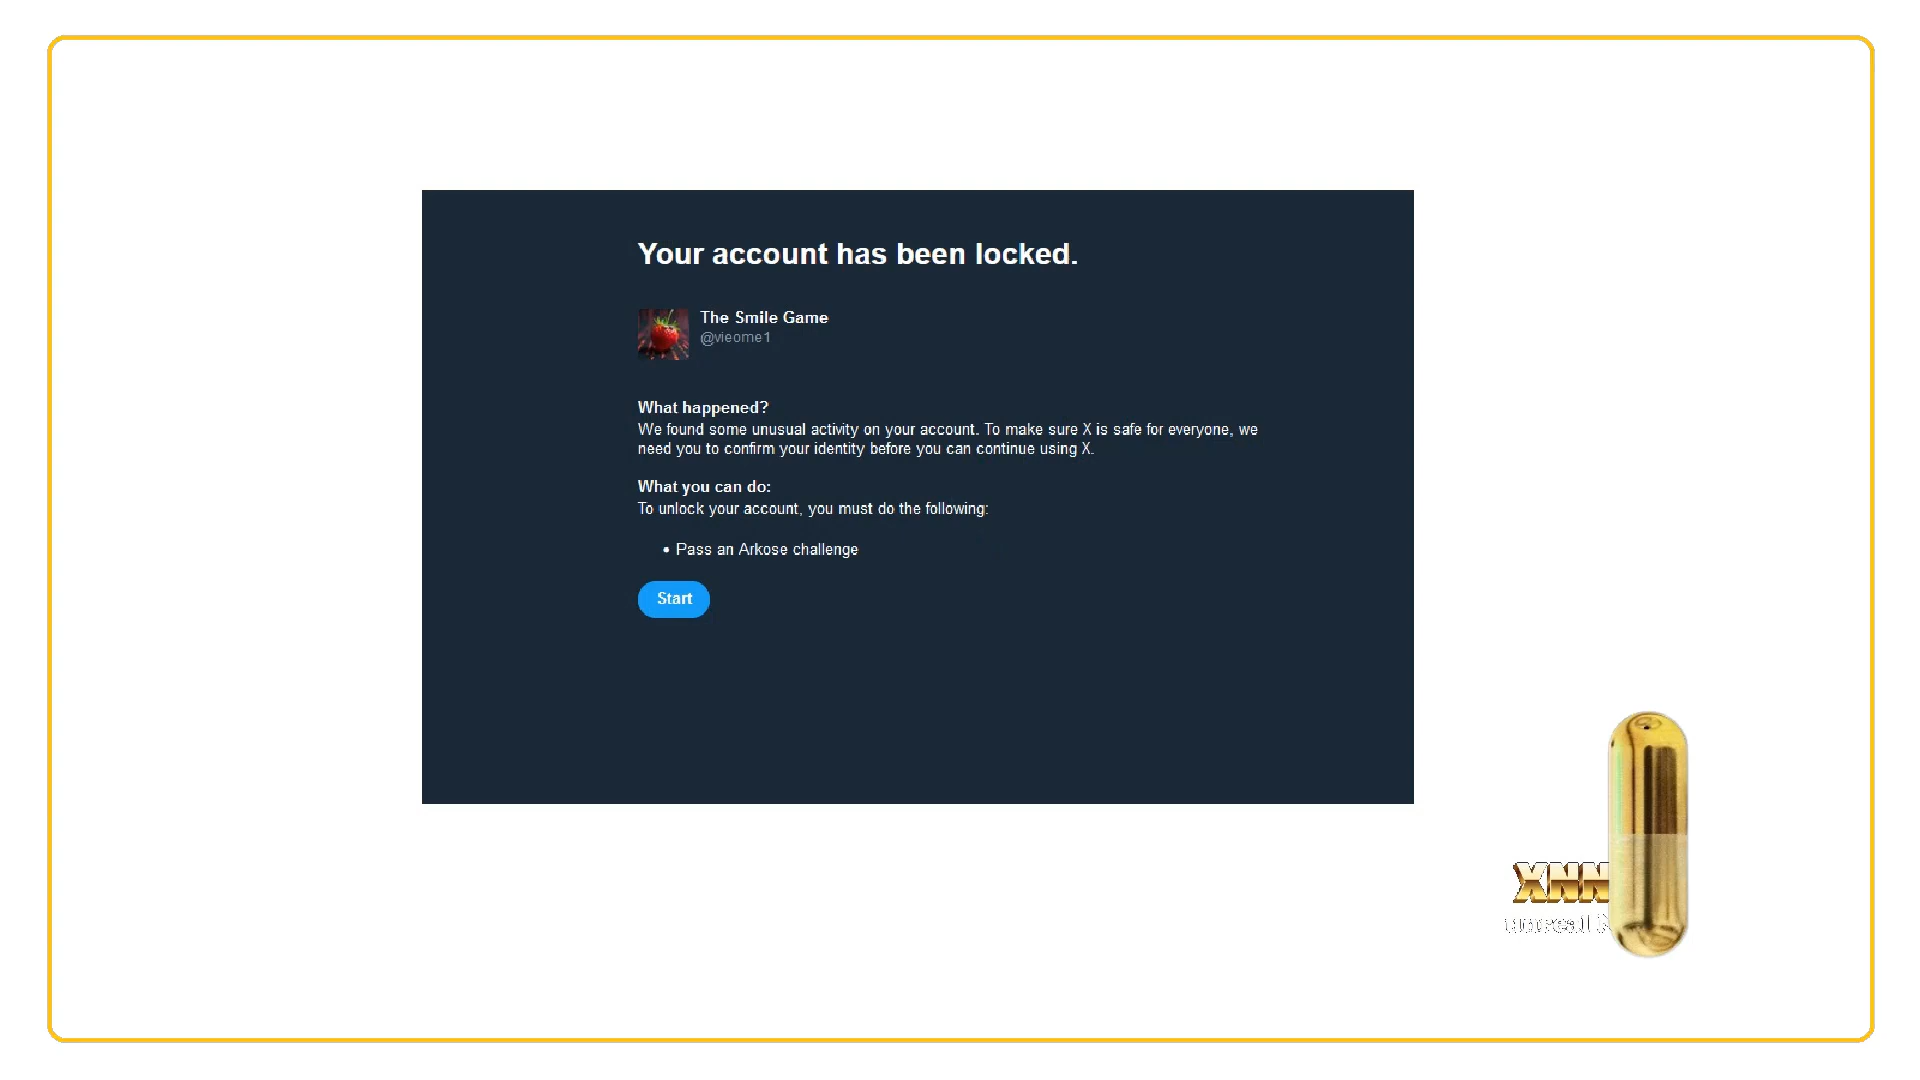 Your account has been locked.
The Smile Game
@vieome1
What happened?
We found some unusual activity on your account. To make sure X is safe for everyone, we
need you to confirm your identity before you can continue using X.
What you can do:
To unlock your account, you must do the following:
• Pass an Arkose challenge
Start
XNN